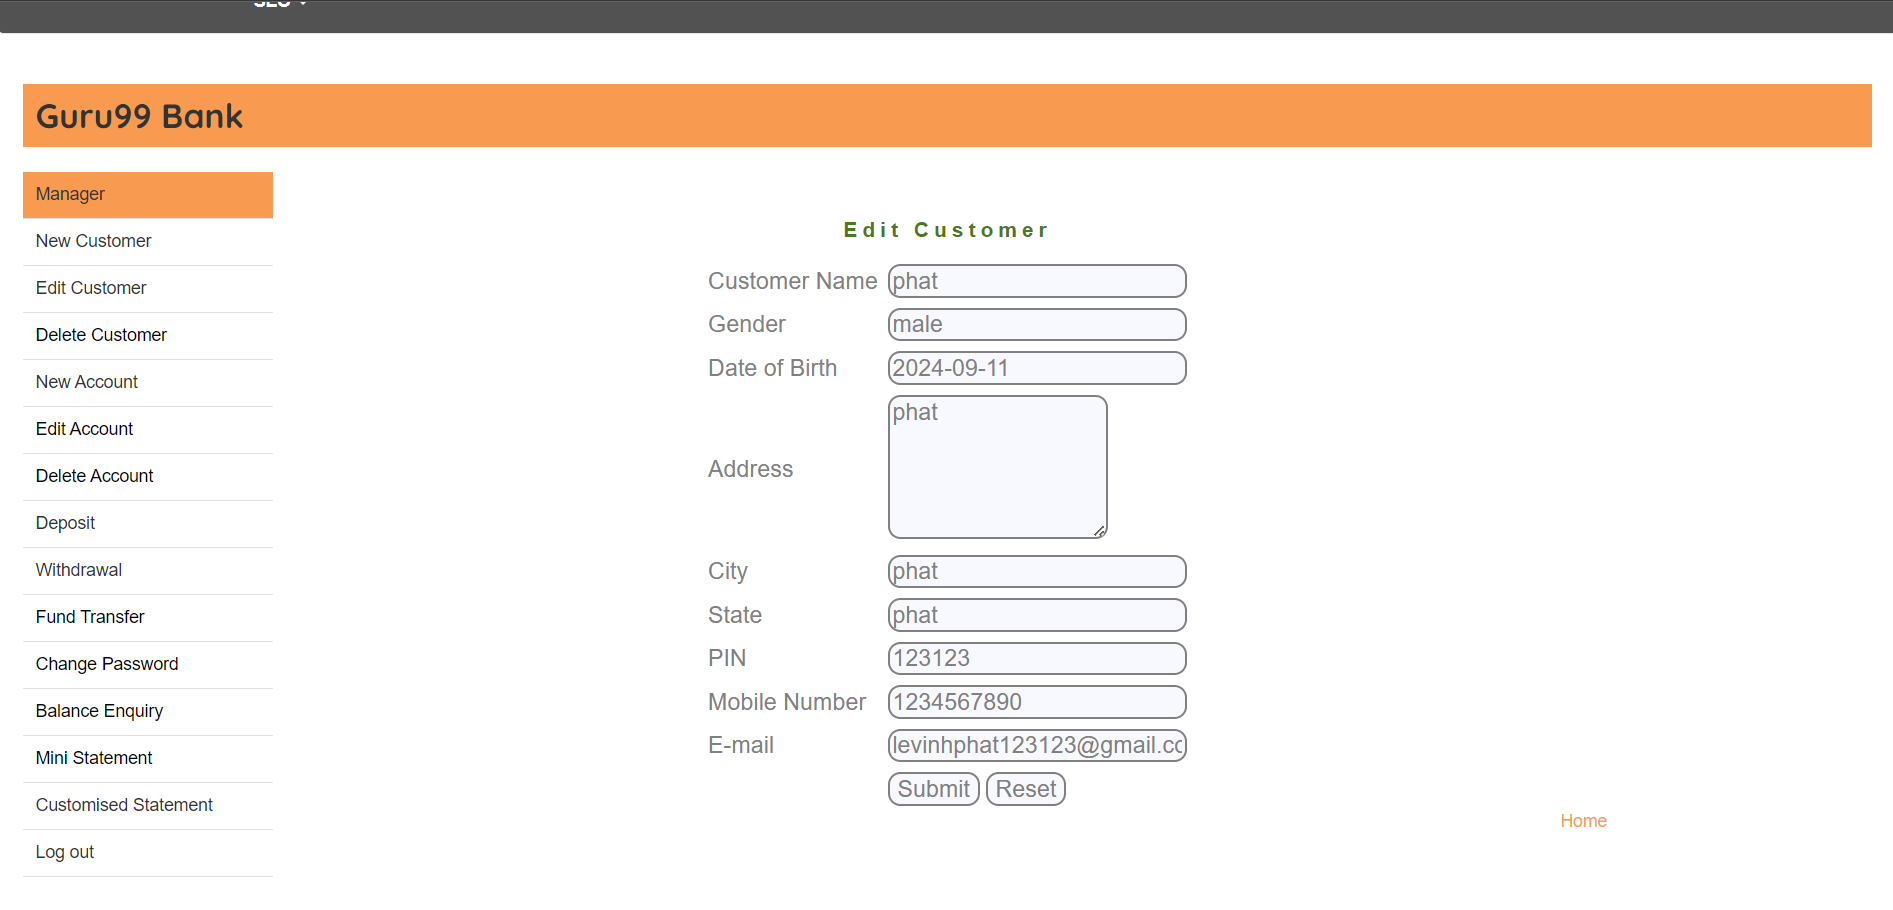 Guru99 Bank
Manager
New Customer
Edit Customer
Delete Customer
New Account
Edit Account
Delete Account
Deposit
Withdrawal
Fund Transfer
Change Password
Balance Enquiry
Mini Statement
Customised Statement
Log out
Edit Customer
Customer Name phat
Gender male
Date of Birth 2024-09-11
Address phat
City phat
State phat
PIN 123123
Mobile Number 1234567890
E-mail levinhphat123123@gmail.cc
Submit Reset
Home